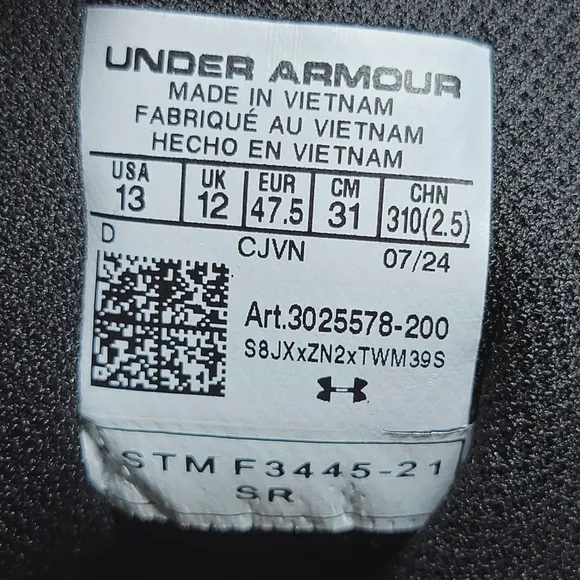 UNDER ARMOUR
MADE IN VIETNAM
FABRIQUÉ AU VIETNAM
HECHO EN VIETNAM
USA UK EUR CM CHN
13 12 47.5 31 310(2.5)
D CJVN 07/24
Art.3025578-200
S8JXxZN2xTWM39S
STM F3445-21
SR